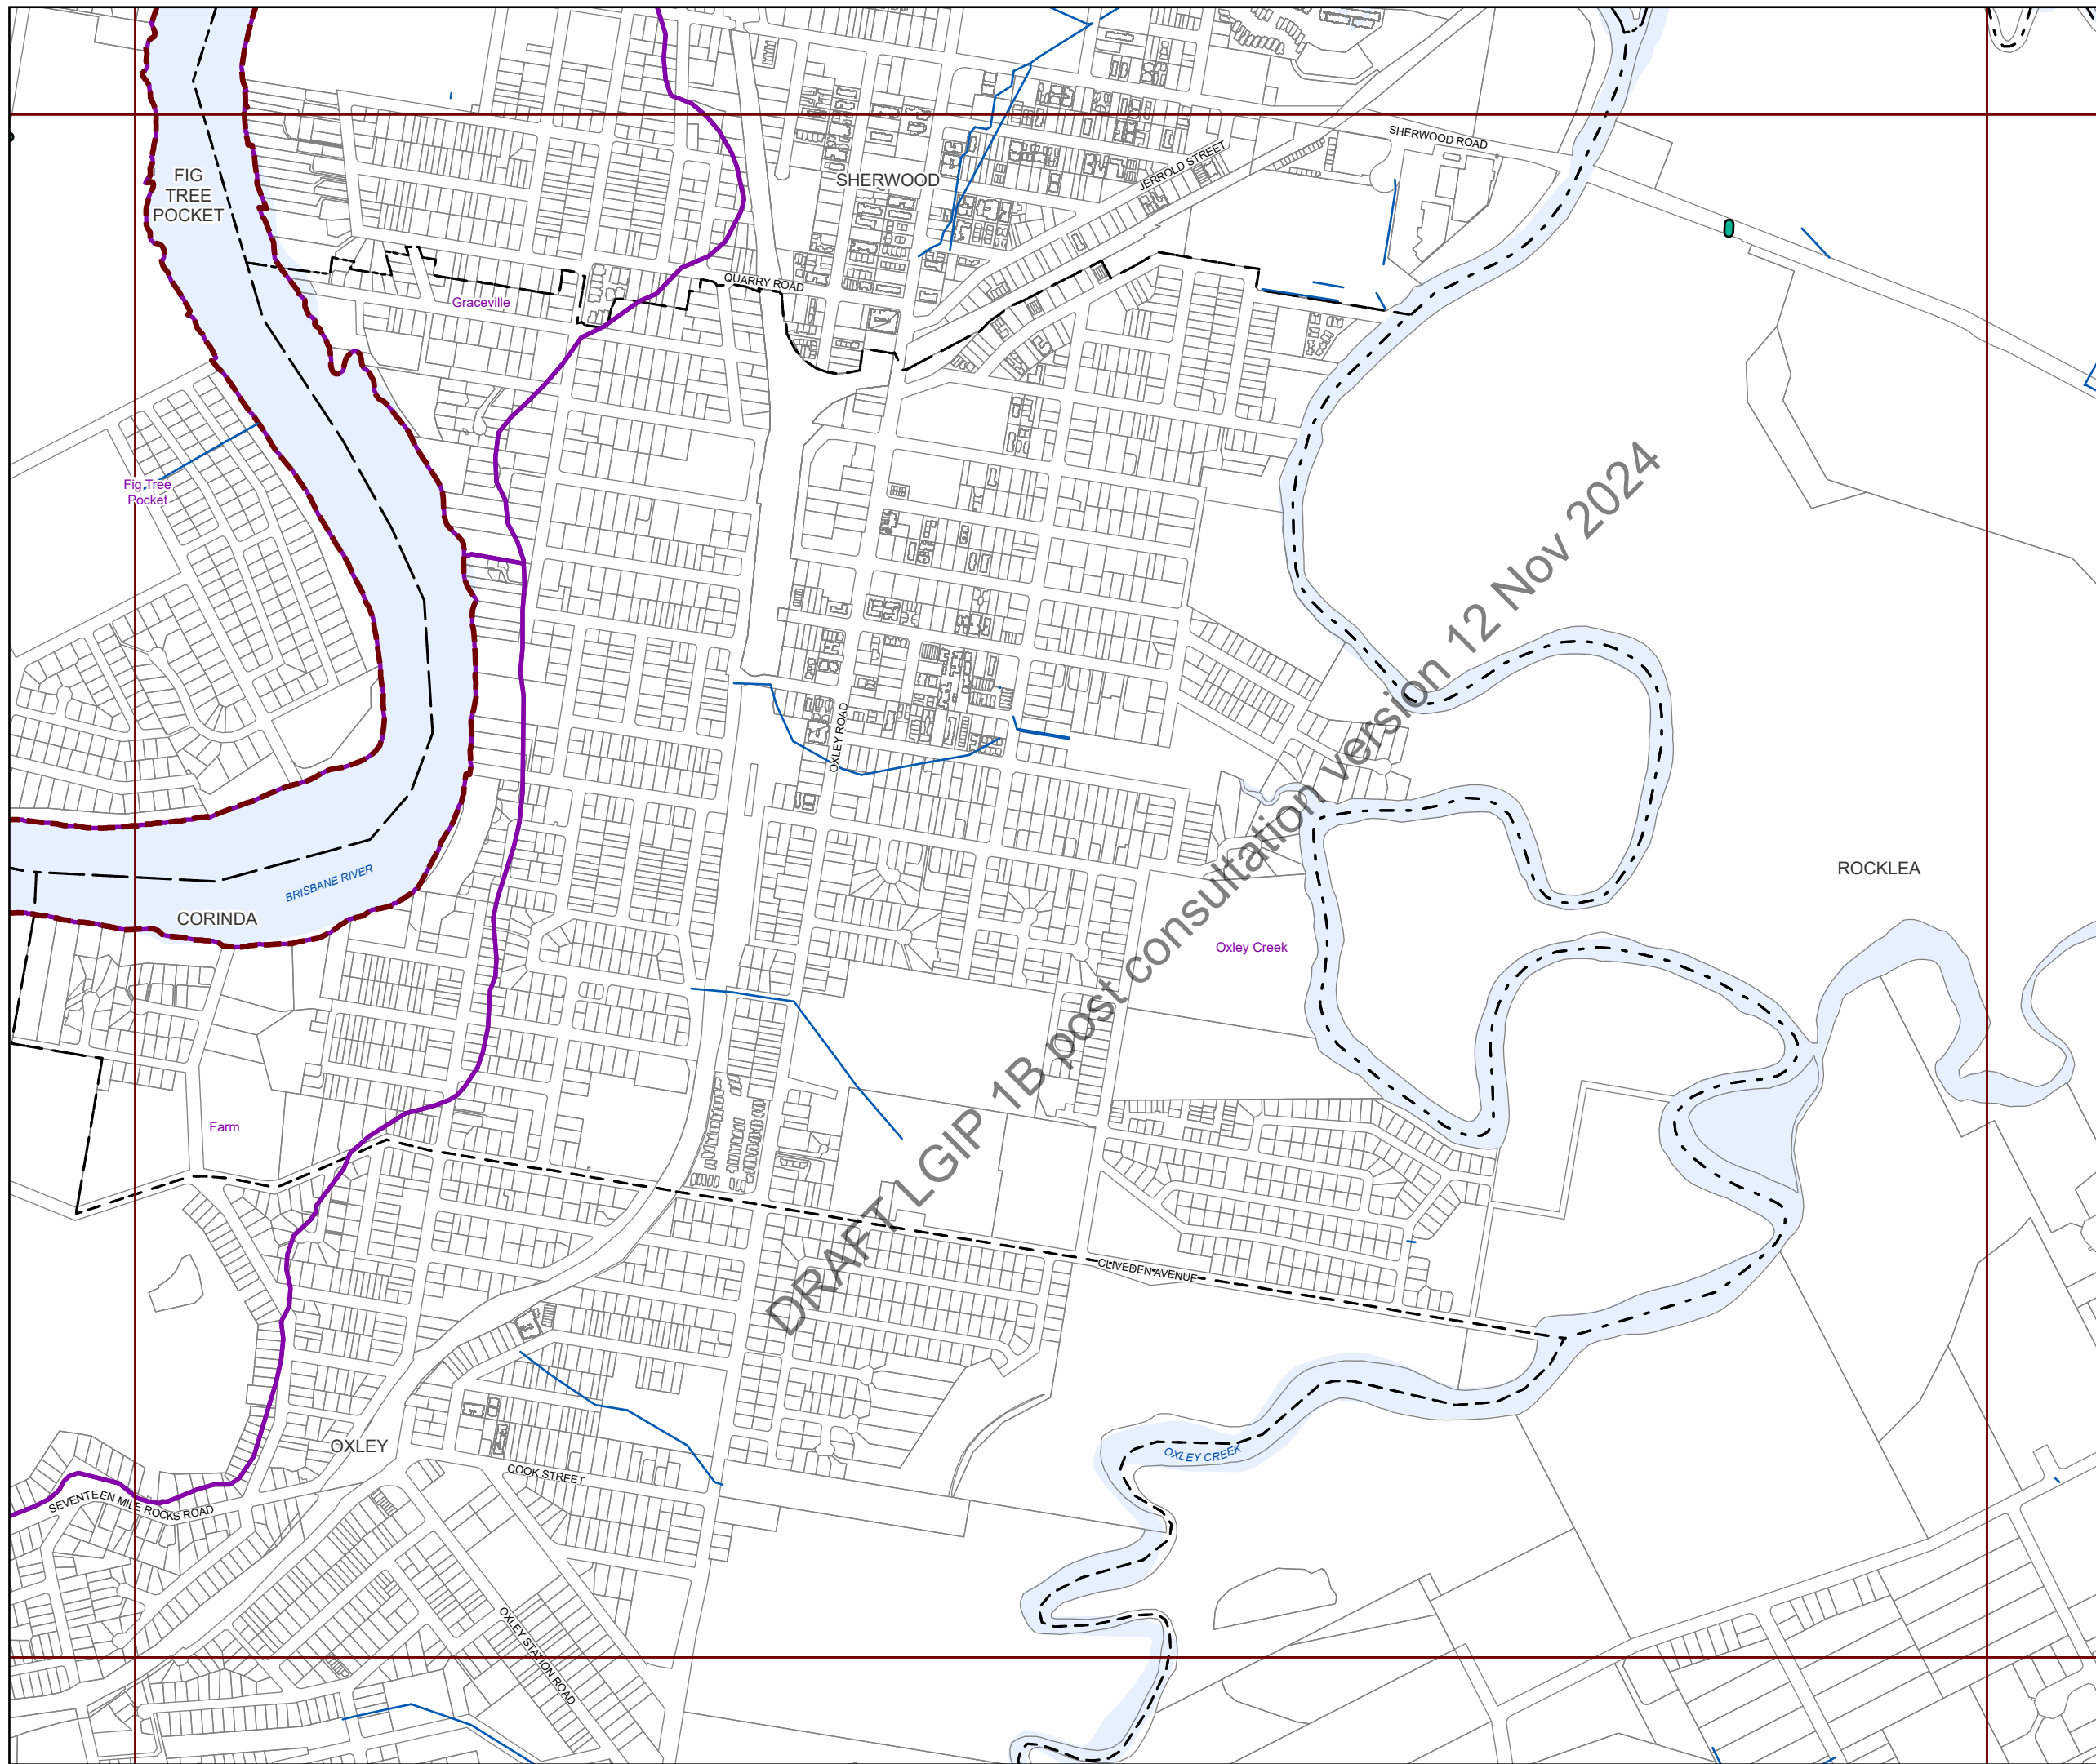 SHERWOOD ROAD
JERROLD STREET
FIG
TREE
POCKET
SHERWOOD
QUARRY ROAD
Graceville
Fig Tree
Pocket
OXLEY ROAD
DRAFT LGIP 1B post consultation version 12 Nov 2024
ROCKLEA
BRISBANE RIVER
CORINDA
Oxley Creek
Farm
CLIVEDEN AVENUE
OXLEY
OXLEY CREEK
COOK STREET
SEVENTEEN MILE ROCKS ROAD
OXLEY STATION ROAD